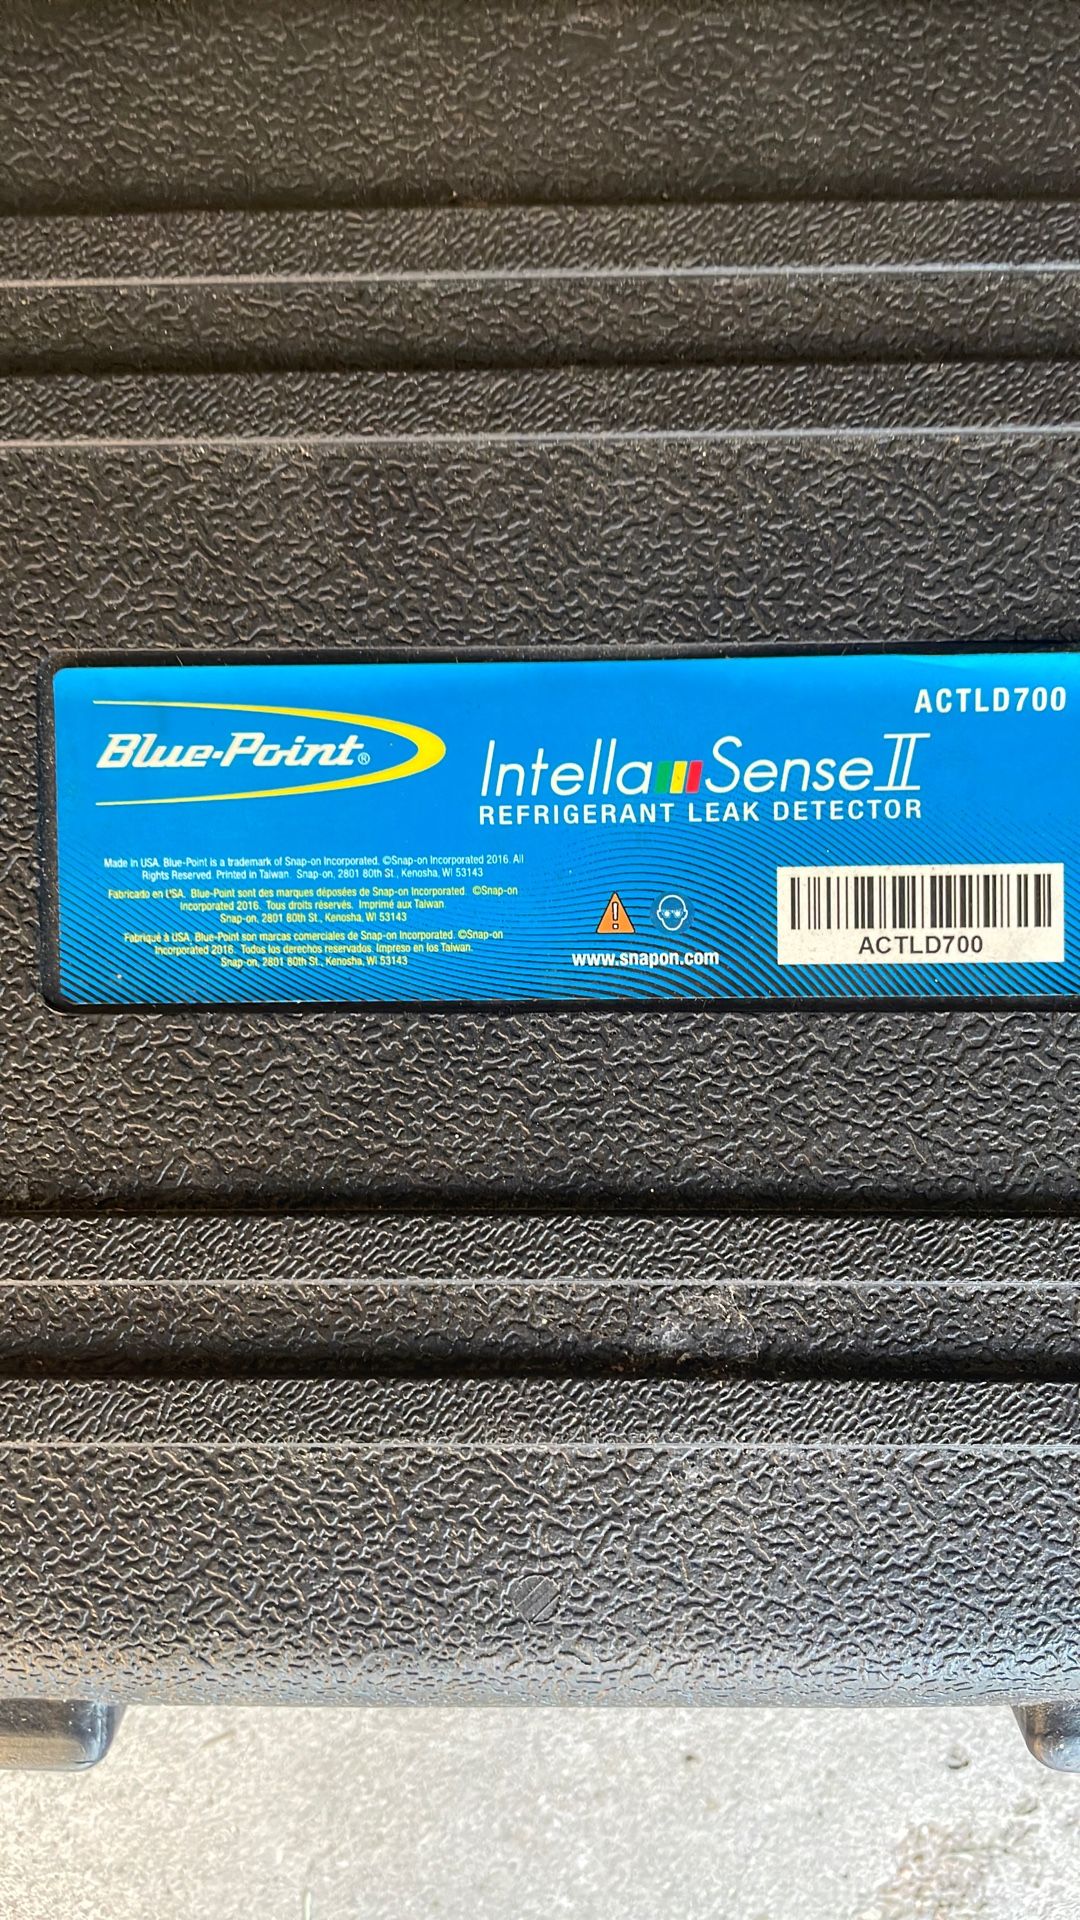 ACTLD700
Blue-Point®
Intella Sense II
REFRIGERANT LEAK DETECTOR
Made in USA. Blue-Point is a trademark of Snap-on Incorporated. ©Snap-on Incorporated 2016. All
Rights Reserved. Printed in Taiwan. Snap-on, 2801 80th St., Kenosha, WI 53143
Fabricado en USA. Blue-Point sont des marques déposées de Snap-on Incorporated. ©Snap-on
Incorporated 2016. Tous droits résérvés. Imprimé aux Taiwan.
Snap-on, 2801 80th St., Kenosha, WI 53143
Fabriqué à USA. Blue-Point son marcas comerciales de Snap-on Incorporated. ©Snap-on
Incorporated 2016. Todos los derechos reservados. Impreso en los Taiwan.
Snap-on, 2801 80th St., Kenosha, WI 53143
www.snapon.com
ACTLD700